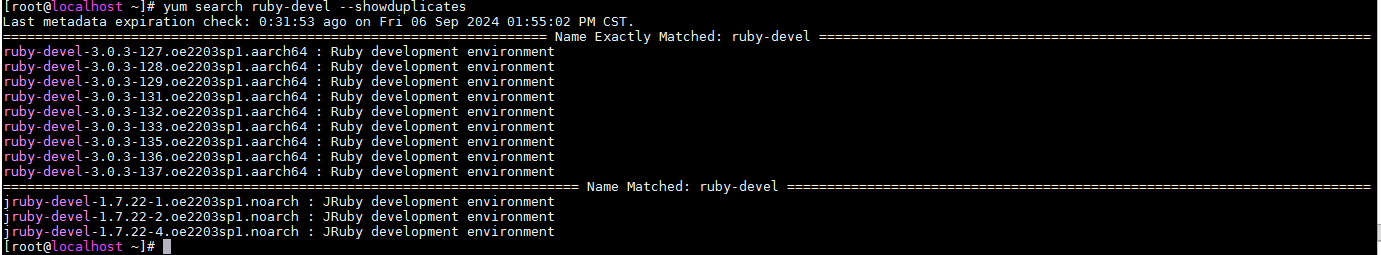 [root@localhost ~]# yum search ruby-devel --showduplicates
Last metadata expiration check: 0:31:53 ago on Fri 06 Sep 2024 01:55:02 PM CST.
==================================================================== Name Exactly Matched: ruby-devel =====================================================================
ruby-devel-3.0.3-127.oe2203sp1.aarch64 : Ruby development environment
ruby-devel-3.0.3-128.oe2203sp1.aarch64 : Ruby development environment
ruby-devel-3.0.3-129.oe2203sp1.aarch64 : Ruby development environment
ruby-devel-3.0.3-131.oe2203sp1.aarch64 : Ruby development environment
ruby-devel-3.0.3-132.oe2203sp1.aarch64 : Ruby development environment
ruby-devel-3.0.3-133.oe2203sp1.aarch64 : Ruby development environment
ruby-devel-3.0.3-135.oe2203sp1.aarch64 : Ruby development environment
ruby-devel-3.0.3-136.oe2203sp1.aarch64 : Ruby development environment
ruby-devel-3.0.3-137.oe2203sp1.aarch64 : Ruby development environment
======================================================================== Name Matched: ruby-devel =========================================================================
jruby-devel-1.7.22-1.oe2203sp1.noarch : JRuby development environment
jruby-devel-1.7.22-2.oe2203sp1.noarch : JRuby development environment
jruby-devel-1.7.22-4.oe2203sp1.noarch : JRuby development environment
[root@localhost ~]#